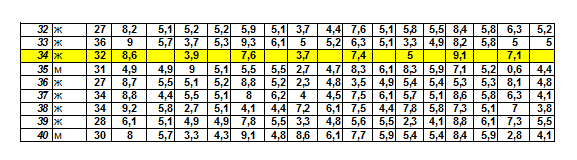 32 ж 27 8,2 5,1 5,2 5,2 5,9 5,1 3,7 4,4 7,6 5,1 5,8 5,5 8,4 5,8 6,3 5,2
33 ж 36 9 5,7 3,7 5,3 9,3 6,1 5 5,2 6,3 5,1 3,3 4,9 8,2 5,8 5 5
34 ж 32 8,6 3,9 7,6 3,7 7,4 5 9,1 7,1
35 м 31 4,9 4,9 9 5,1 5,5 5,5 2,7 4,7 8,3 6,1 8,3 5,9 7,1 5,2 0,6 4,4
36 ж 27 8,7 5,5 5,1 5,2 8,8 5,2 2,3 4,8 3,5 4,9 5,4 5,4 5,3 5,3 8,1 4,8
37 ж 34 8,8 4,4 5,5 5,1 8 6,2 4 4,5 7,5 6,1 5,7 5,1 8,6 5,8 6,3 4,1
38 ж 34 9,2 5,8 2,7 5,1 4,1 4,4 7,2 6,1 7,5 4,4 7,8 5,8 7,3 5,1 7 3,8
39 ж 28 6,1 5,1 4,9 4,9 7,8 5,5 3,3 4,8 5,6 5,5 2,3 4,1 8,8 6,1 7,3 5,5
40 м 30 8 5,7 3,3 4,3 9,1 4,8 8,6 6,1 7,7 5,9 5,4 5,4 8,4 5,9 2,8 4,1